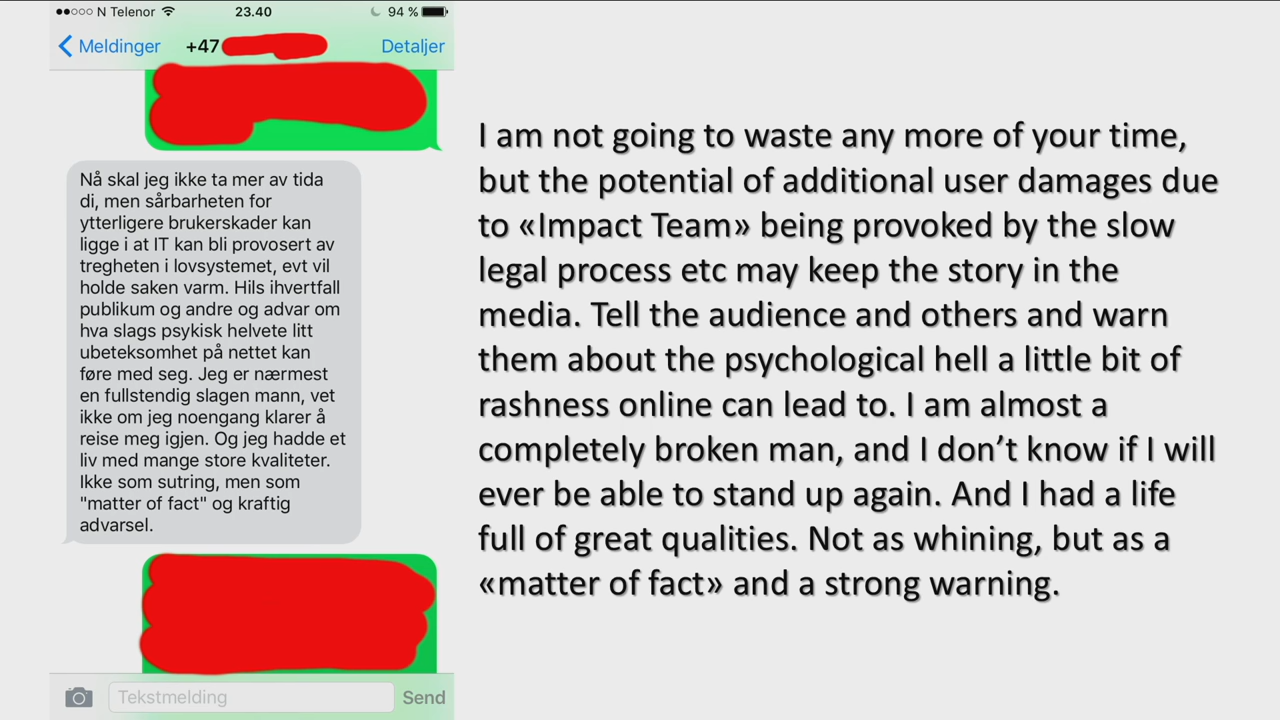 N Telenor 23.40 94 %
Meldinger +47 Detaljer
Nå skal jeg ikke ta mer av tida
di, men sårbarheten for
ytterligere brukerskader kan
ligge i at IT kan bli provosert av
tregheten i lovsystemet, evt vil
holde saken varm. Hils ihvertfall
publikum og andre og advar om
hva slags psykisk helvete litt
ubeteksomhet på nettet kan
føre med seg. Jeg er nærmest
en fullstendig slagen mann, vet
ikke om jeg noengang klarer å
reise meg igjen. Og jeg hadde et
liv med mange store kvaliteter.
Ikke som sutring, men som
"matter of fact" og kraftig
advarsel.
Tekstmelding Send
I am not going to waste any more of your time,
but the potential of additional user damages due
to «Impact Team» being provoked by the slow
legal process etc may keep the story in the
media. Tell the audience and others and warn
them about the psychological hell a little bit of
rashness online can lead to. I am almost a
completely broken man, and I don’t know if I will
ever be able to stand up again. And I had a life
full of great qualities. Not as whining, but as a
«matter of fact» and a strong warning.